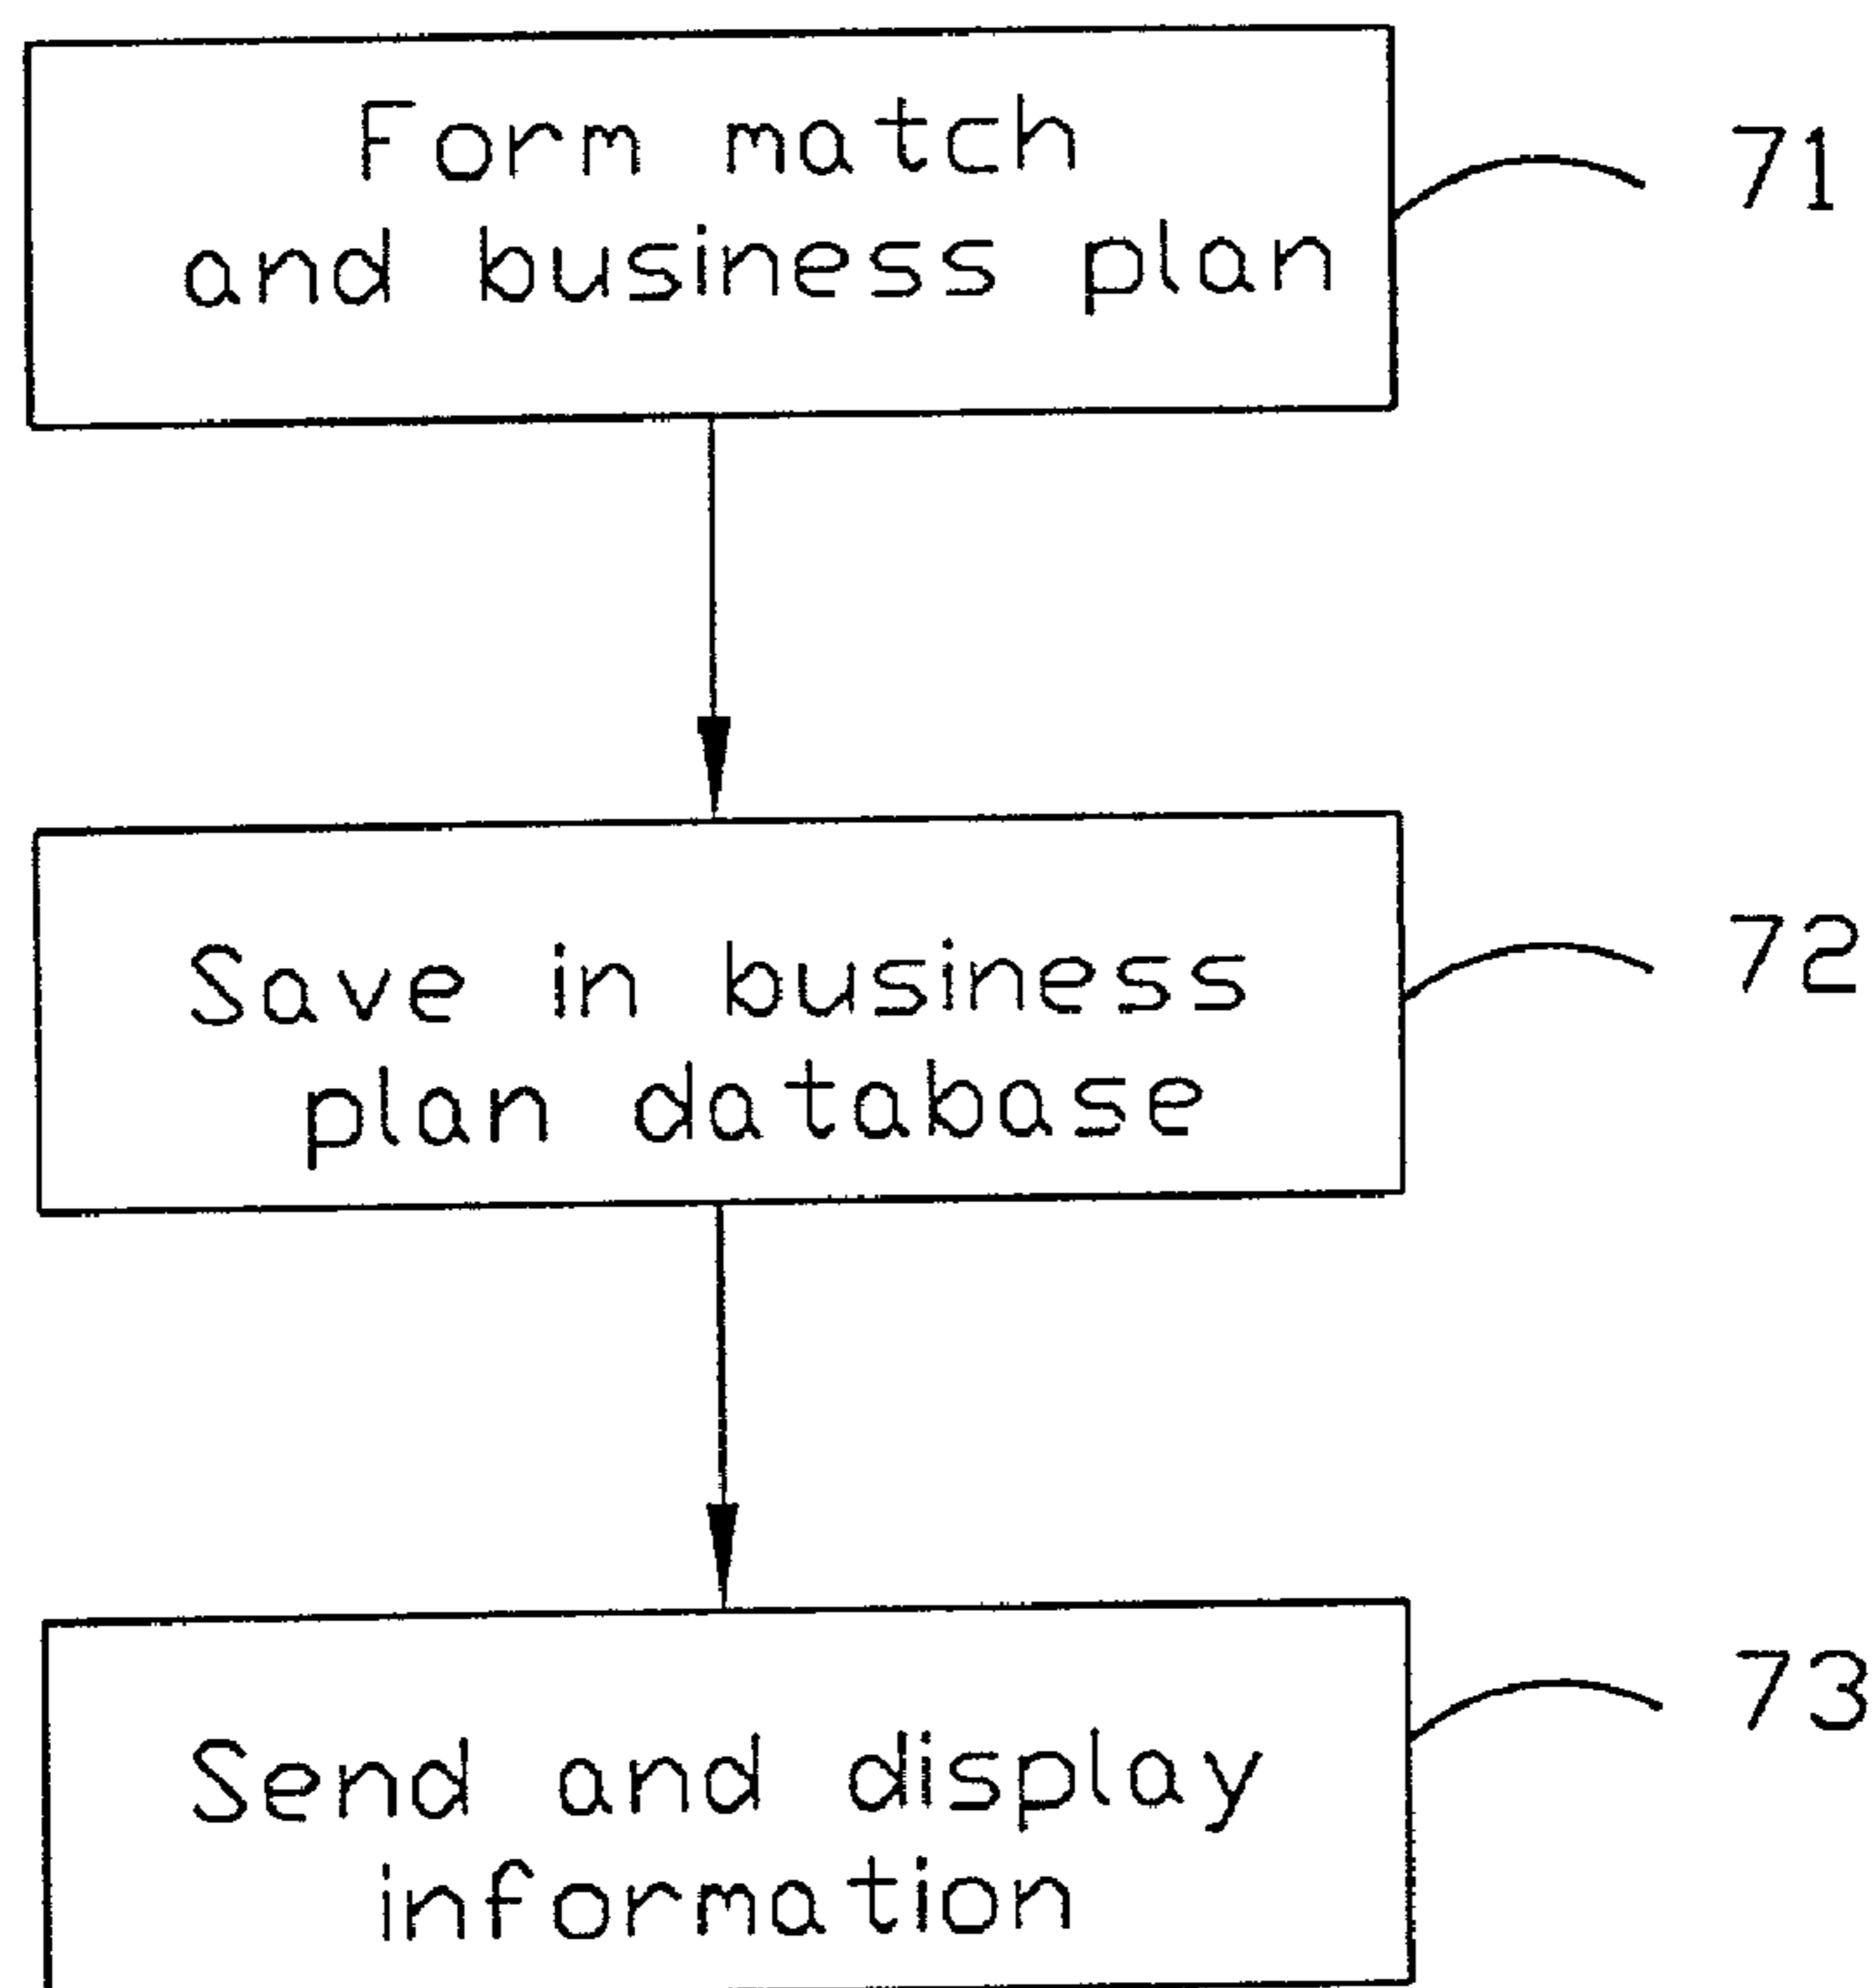 Form match
and business plan
71
Save in business
plan database
72
Send and display
information
73